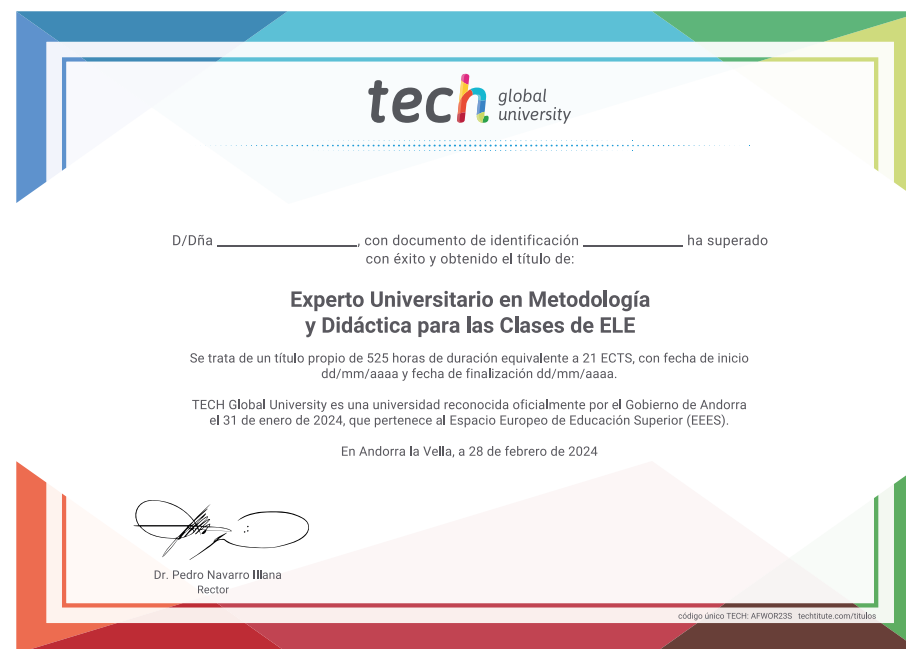 tech global university
D/Dña ____________________, con documento de identificación ______________ ha superado
con éxito y obtenido el título de:
Experto Universitario en Metodología
y Didáctica para las Clases de ELE
Se trata de un título propio de 525 horas de duración equivalente a 21 ECTS, con fecha de inicio
dd/mm/aaaa y fecha de finalización dd/mm/aaaa.
TECH Global University es una universidad reconocida oficialmente por el Gobierno de Andorra
el 31 de enero de 2024, que pertenece al Espacio Europeo de Educación Superior (EEES).
En Andorra la Vella, a 28 de febrero de 2024
Dr. Pedro Navarro Illana
Rector
código único TECH: AFWOR23S techtitute.com/titulos